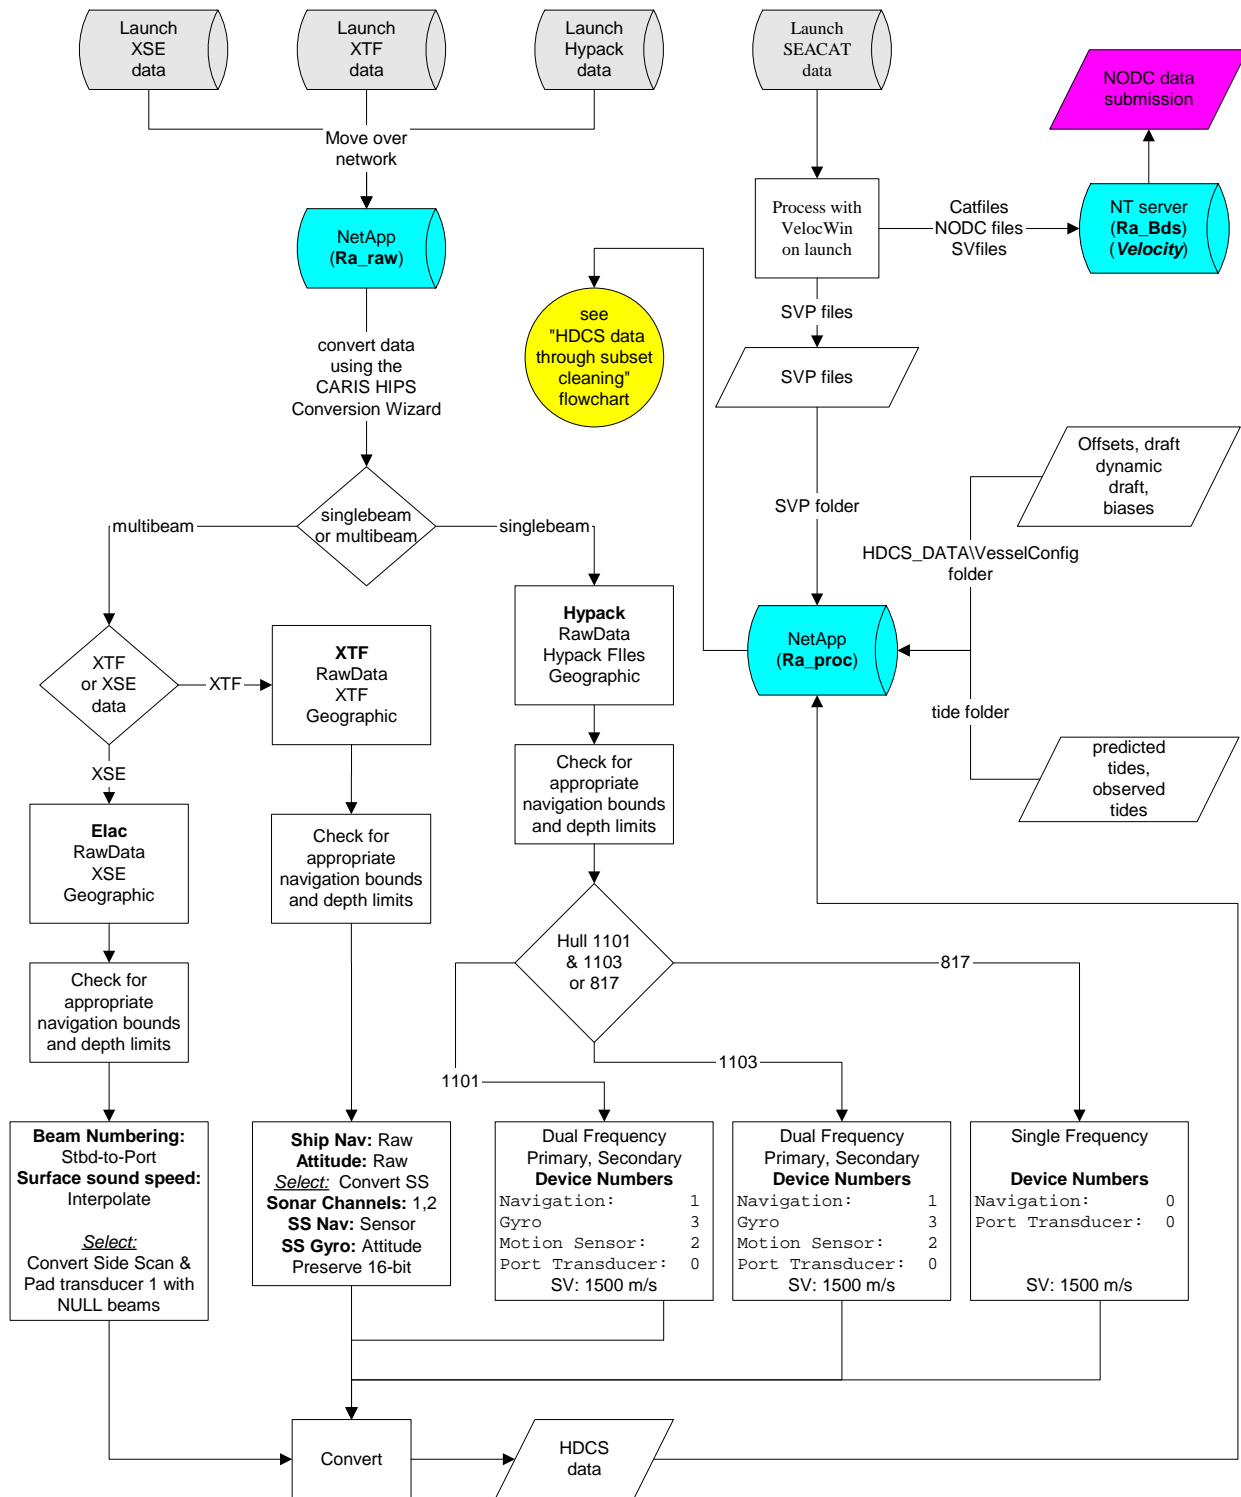 Launch
XSE
data
Launch
XTF
data
Launch
Hypack
data
Launch
SEACAT
data
NODC data
submission
Move over
network
Process with
VelocWin
on launch
Catfiles
NODC files
SVfiles
NT server
(Ra_Bds)
(Velocity)
NetApp
(Ra_raw)
SVP files
see
"HDCS data
through subset
cleaning"
flowchart
SVP files
convert data
using the
CARIS HIPS
Conversion Wizard
Offsets, draft
dynamic
draft,
biases
SVP folder
multibeam
singlebeam
or multibeam
singlebeam
HDCS_DATA\VesselConfig
folder
Hypack
RawData
Hypack FIles
Geographic
NetApp
(Ra_proc)
XTF
or XSE
data
XTF
XTF
RawData
XTF
Geographic
tide folder
predicted
tides,
observed
tides
XSE
Check for
appropriate
navigation bounds
and depth limits
Elac
RawData
XSE
Geographic
Check for
appropriate
navigation bounds
and depth limits
Hull 1101
& 1103
or 817
817
Check for
appropriate
navigation bounds
and depth limits
1103
1101
Beam Numbering:
Stbd-to-Port
Surface sound speed:
Interpolate
Select:
Convert Side Scan &
Pad transducer 1 with
NULL beams
Ship Nav: Raw
Attitude: Raw
Select: Convert SS
Sonar Channels: 1,2
SS Nav: Sensor
SS Gyro: Attitude
Preserve 16-bit
Dual Frequency
Primary, Secondary
Device Numbers
Navigation: 1
Gyro 3
Motion Sensor: 2
Port Transducer: 0
SV: 1500 m/s
Dual Frequency
Primary, Secondary
Device Numbers
Navigation: 1
Gyro 3
Motion Sensor: 2
Port Transducer: 0
SV: 1500 m/s
Single Frequency
Device Numbers
Navigation: 0
Port Transducer: 0
SV: 1500 m/s
Convert
HDCS
data